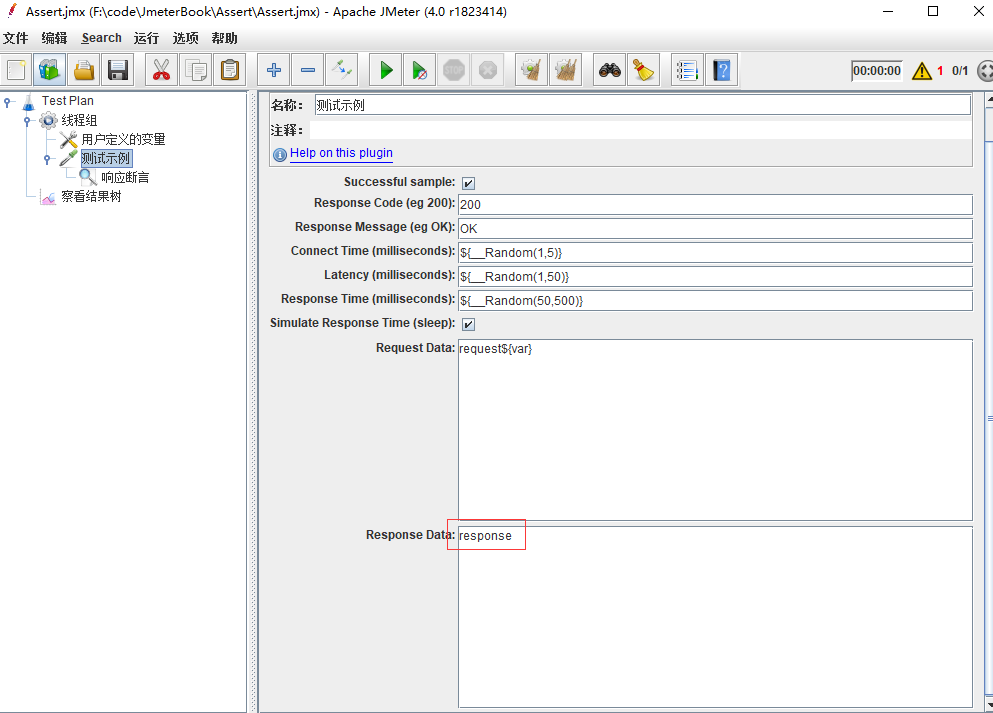 Assert.jmx (F:\code\JmeterBook\Assert\Assert.jmx) - Apache JMeter (4.0 r1823414)
文件 编辑 Search 运行 选项 帮助
STOP 00:00:00 1 0/1
Test Plan
线程组
用户定义的变量
测试示例
响应断言
察看结果树
名称： 测试示例
注释：
Help on this plugin
Successful sample:
Response Code (eg 200): 200
Response Message (eg OK): OK
Connect Time (milliseconds): ${__Random(1,5)}
Latency (milliseconds): ${__Random(1,50)}
Response Time (milliseconds): ${__Random(50,500)}
Simulate Response Time (sleep):
Request Data: request${var}
Response Data: response